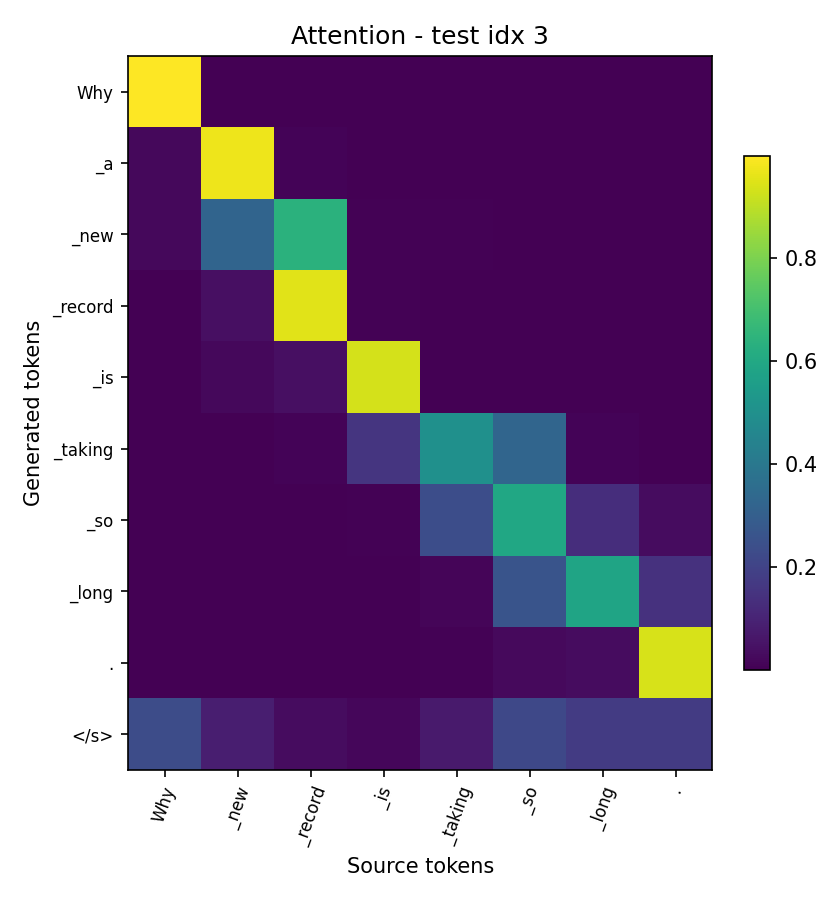 Attention - test idx 3
Generated tokens
Why
_a
_new
_record
_is
_taking
_so
_long
.
</s>
Why
_new
_record
_is
_taking
_so
_long
.
Source tokens
0.8
0.6
0.4
0.2